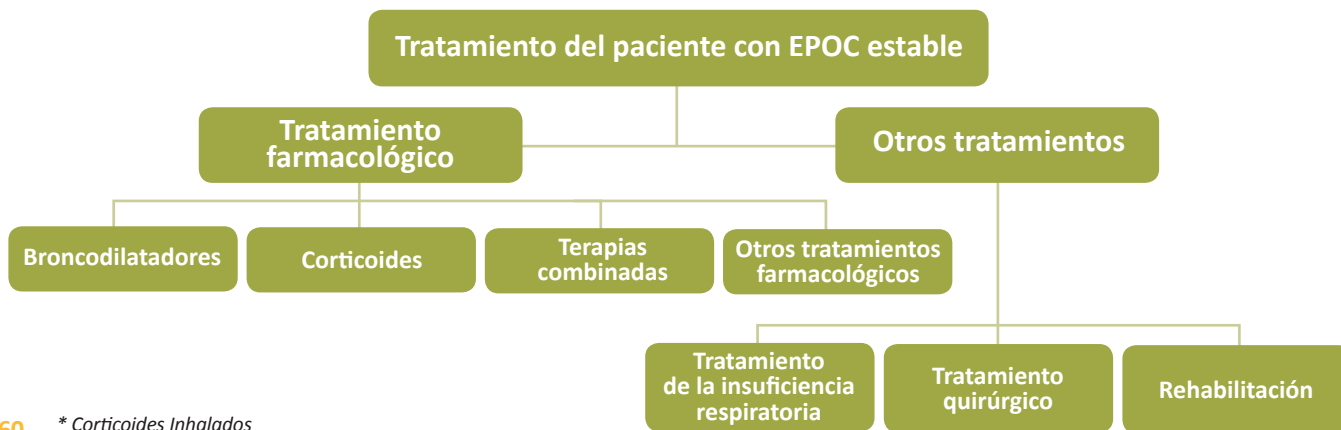 Tratamiento del paciente con EPOC estable
Tratamiento
farmacológico
Otros tratamientos
Broncodilatadores
Corticoides
Terapias
combinadas
Otros tratamientos
farmacológicos
Tratamiento
de la insuficiencia
respiratoria
Tratamiento
quirúrgico
Rehabilitación
* Corticoides Inhalados